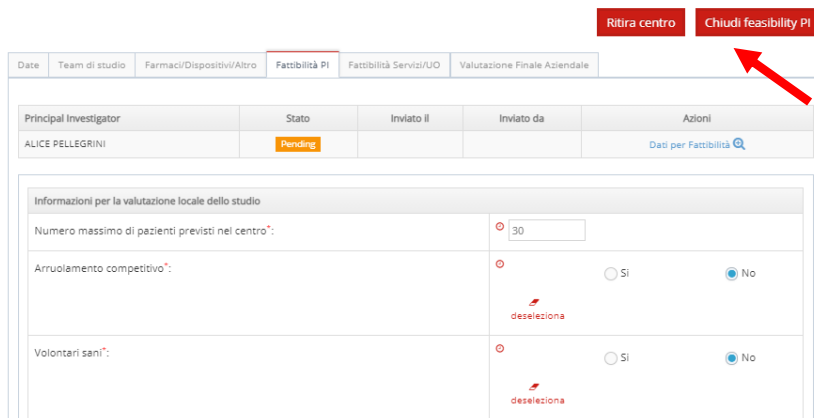 Ritira centro Chiudi feasibility PI
Date Team di studio Farmaci/Dispositivi/Altro Fattibilità PI Fattibilità Servizi/UO Valutazione Finale Aziendale
Principal Investigator Stato Inviato il Inviato da Azioni
ALICE PELLEGRINI Pending Dati per Fattibilità
Informazioni per la valutazione locale dello studio
Numero massimo di pazienti previsti nel centro*: 30
Arruolamento competitivo*: Si No
deseleziona
Volontari sani*: Si No
deseleziona